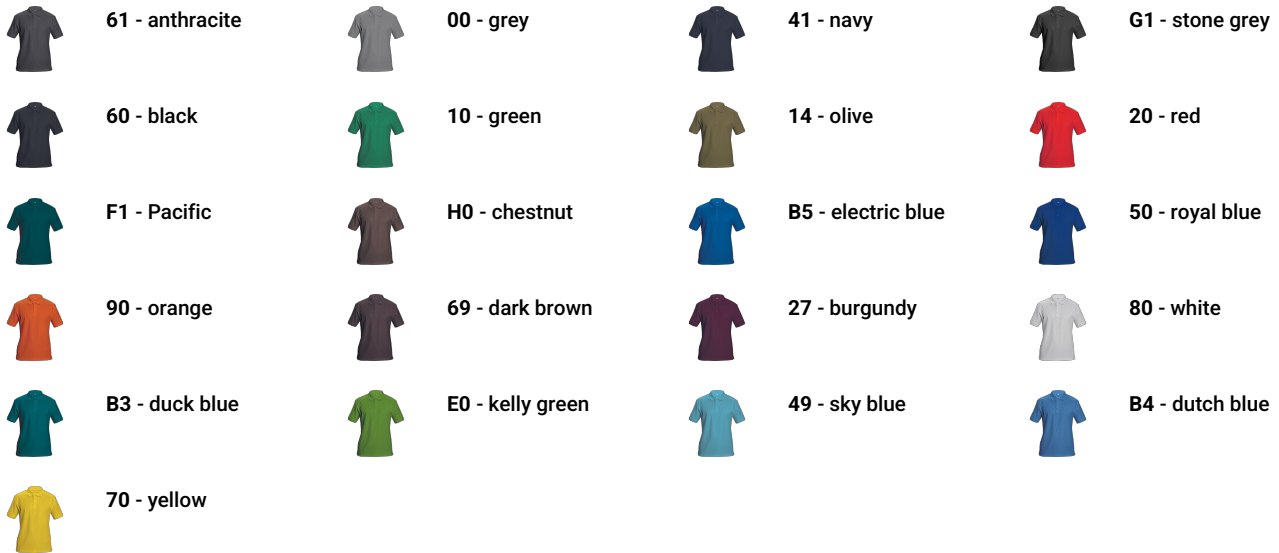 61 - anthracite
00 - grey
41 - navy
G1 - stone grey
60 - black
10 - green
14 - olive
20 - red
F1 - Pacific
H0 - chestnut
B5 - electric blue
50 - royal blue
90 - orange
69 - dark brown
27 - burgundy
80 - white
B3 - duck blue
E0 - kelly green
49 - sky blue
B4 - dutch blue
70 - yellow